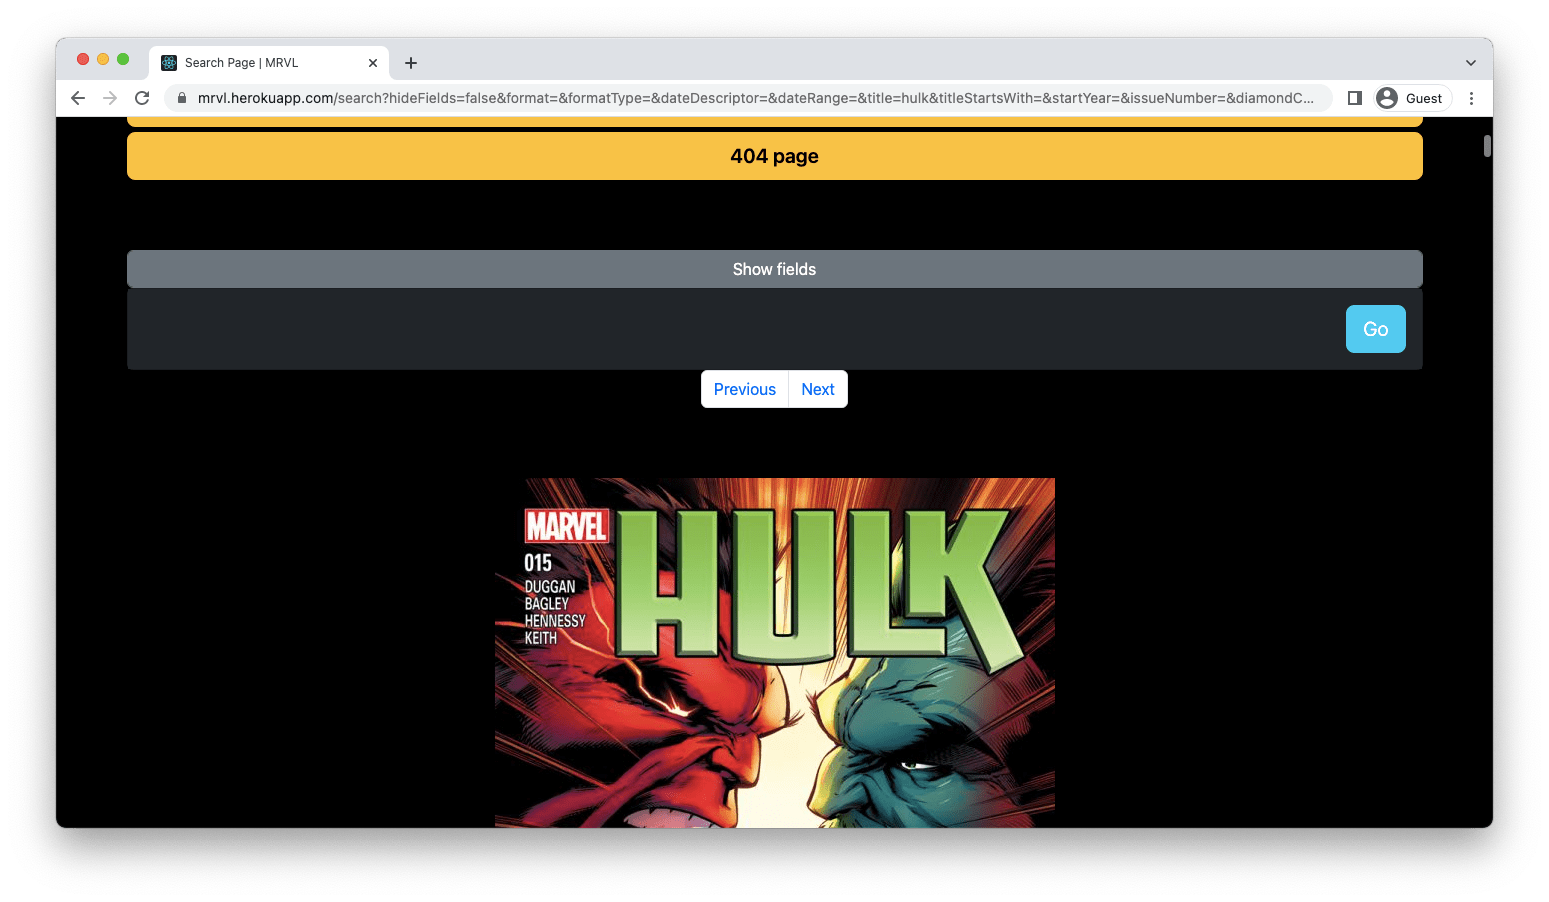 Search Page | MRVL
mrvl.herokuapp.com/search?hideFields=false&format=&formatType=&dateDescriptor=&dateRange=&title=hulk&titleStartsWith=&startYear=&issueNumber=&diamondC...
Guest
404 page
Show fields
Go
Previous
Next
MARVEL
HULK
015
DUGGAN
BAGLEY
HENNESSY
KEITH